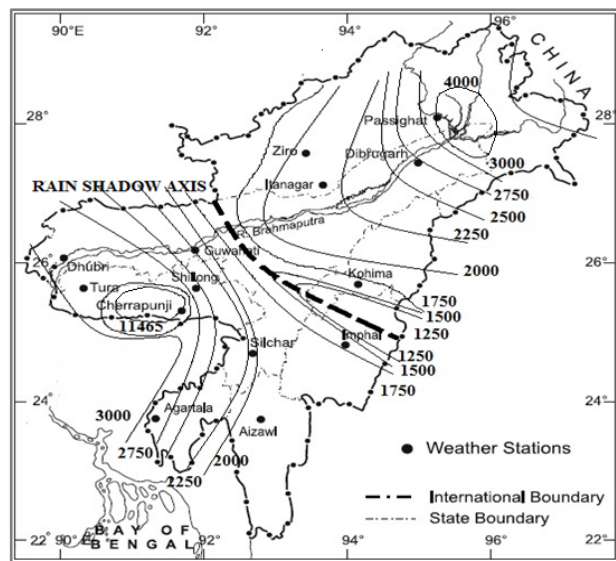 90°E
92°
94°
96°
CHINA
4000
28°
28°
Passighat
Ziro
Dibrugarh
3000
RAIN SHADOW AXIS
Itanagar
2750
2500
R. Brahmaputra
2250
Guwahati
26°
26°
2000
Dhubri
Kohima
Shillong
Tura
1750
Cherrapunji
1500
11465
1250
Imphal
Silchar
1250
1500
1750
24°
24°
3000
Agartala
Aizawl
2750
2000
2250
Weather Stations
International Boundary
State Boundary
BAY OF
BENGAL
22°
22°
90°
92°
94°
96°